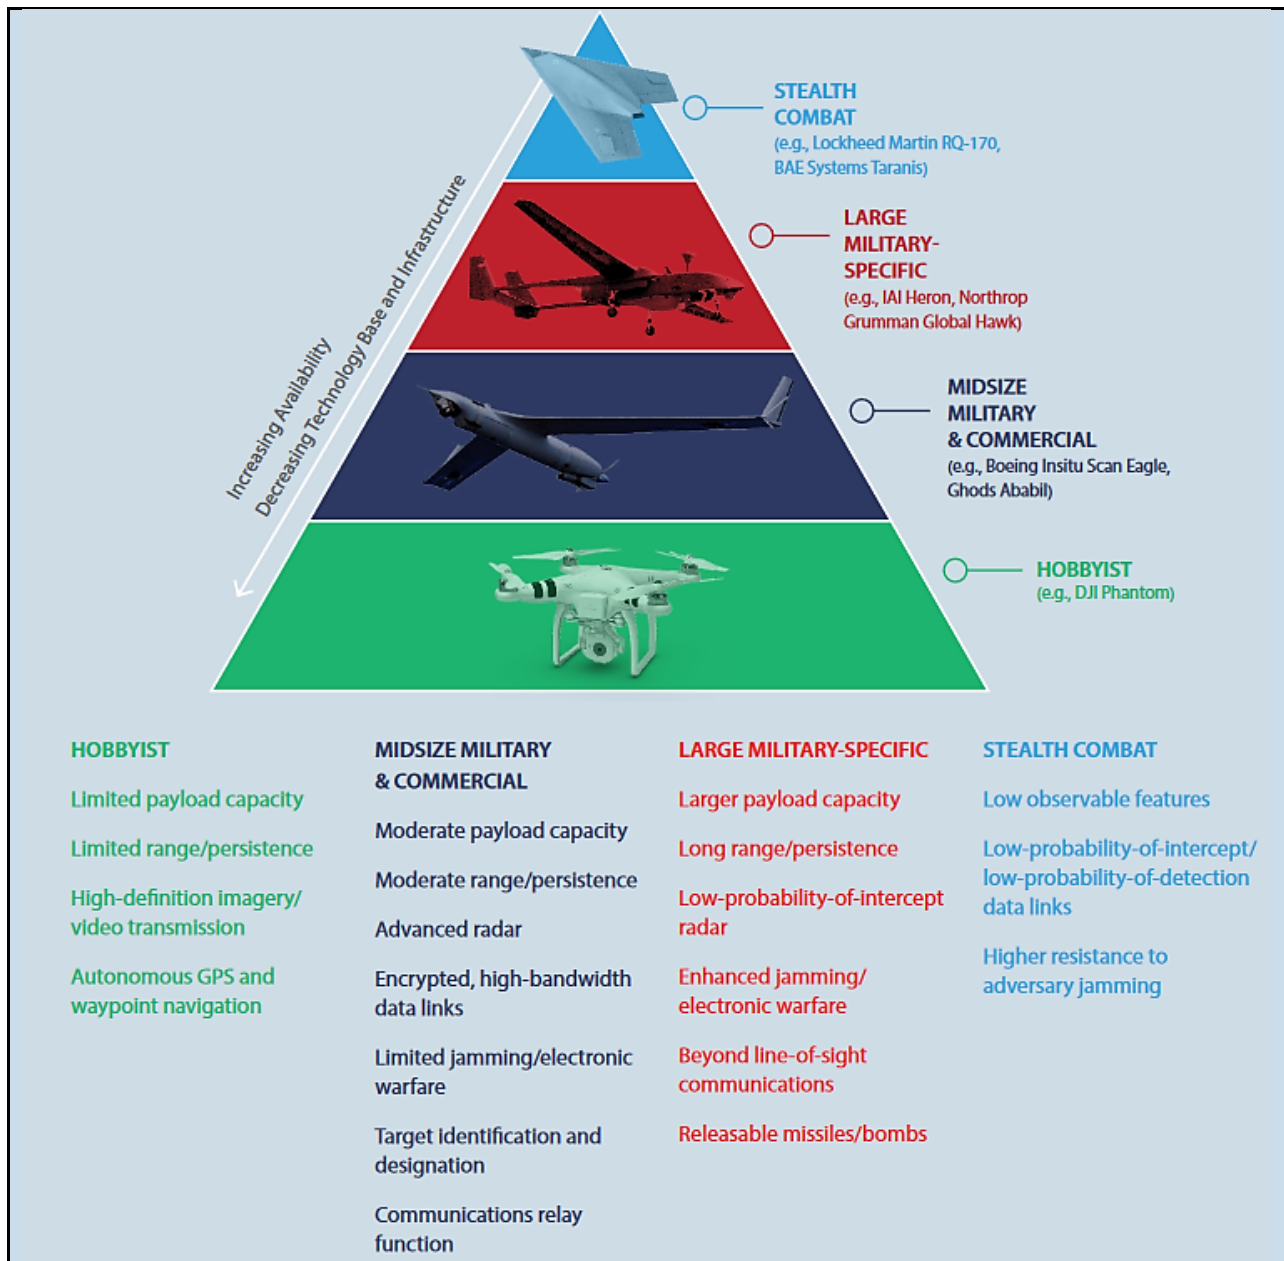 STEALTH
COMBAT
(e.g., Lockheed Martin RQ-170,
BAE Systems Taranis)
LARGE
MILITARY-
SPECIFIC
(e.g., IAI Heron, Northrop
Grumman Global Hawk)
MIDSIZE
MILITARY
& COMMERCIAL
(e.g., Boeing Insitu Scan Eagle,
Ghods Ababil)
HOBBYIST
(e.g., DJI Phantom)
Increasing Availability
Decreasing Technology Base and Infrastructure
HOBBYIST
Limited payload capacity
Limited range/persistence
High-definition imagery/
video transmission
Autonomous GPS and
waypoint navigation
MIDSIZE MILITARY
& COMMERCIAL
Moderate payload capacity
Moderate range/persistence
Advanced radar
Encrypted, high-bandwidth
data links
Limited jamming/electronic
warfare
Target identification and
designation
Communications relay
function
LARGE MILITARY-SPECIFIC
Larger payload capacity
Long range/persistence
Low-probability-of-intercept
radar
Enhanced jamming/
electronic warfare
Beyond line-of-sight
communications
Releasable missiles/bombs
STEALTH COMBAT
Low observable features
Low-probability-of-intercept/
low-probability-of-detection
data links
Higher resistance to
adversary jamming